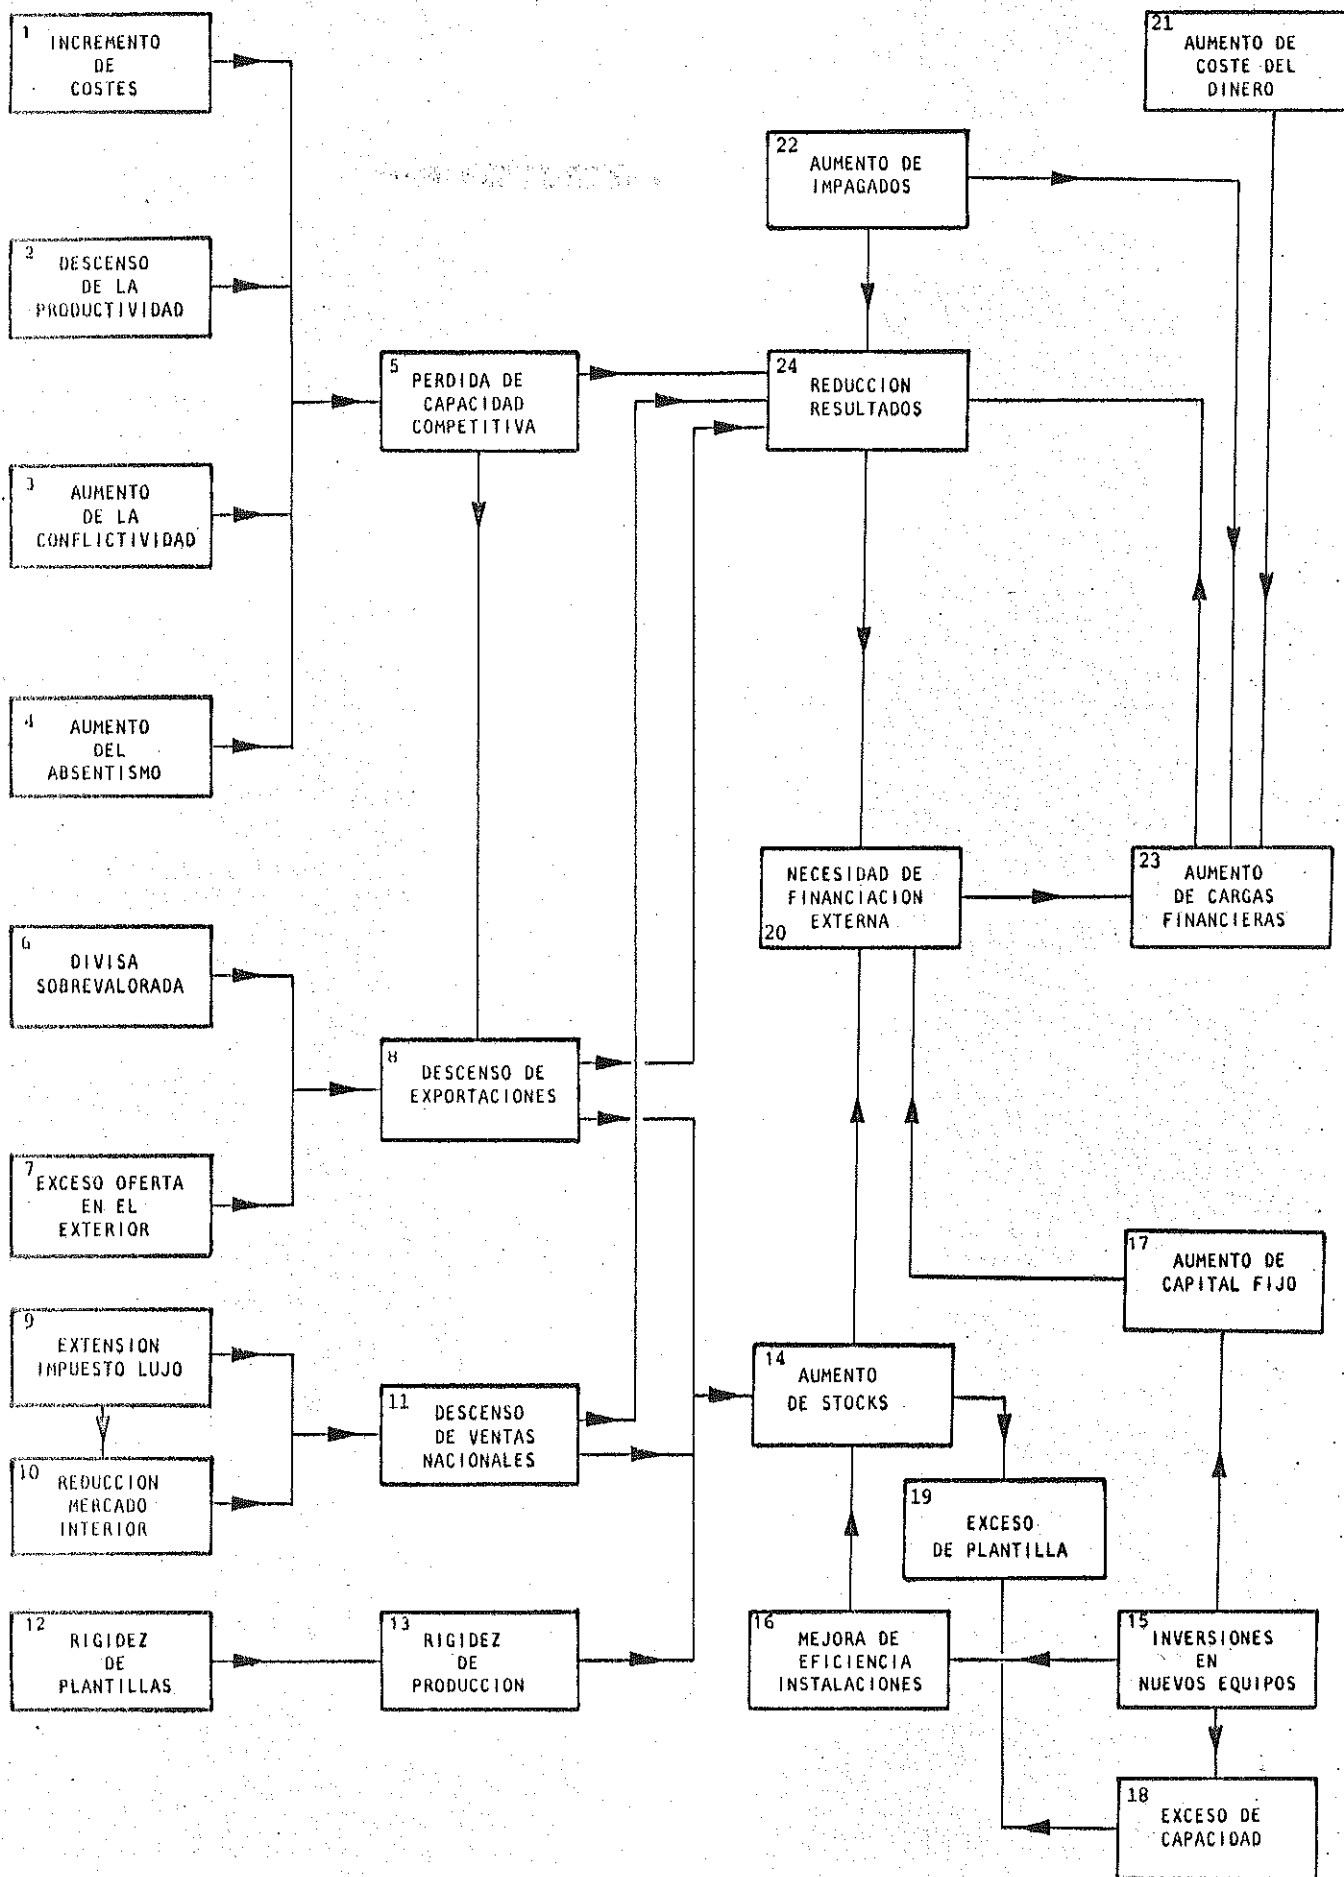 1
INCREMENTO
DE
COSTES
2
DESCENSO
DE LA
PRODUCTIVIDAD
3
AUMENTO
DE LA
CONFLICTIVIDAD
4
AUMENTO
DEL
ABSENTISMO
5
PERDIDA DE
CAPACIDAD
COMPETITIVA
6
DIVISA
SOBREVALORADA
7
EXCESO OFERTA
EN EL
EXTERIOR
8
DESCENSO DE
EXPORTACIONES
9
EXTENSION
IMPUESTO LUJO
10
REDUCCION
MERCADO
INTERIOR
11
DESCENSO
DE VENTAS
NACIONALES
12
RIGIDEZ
DE
PLANTILLAS
13
RIGIDEZ
DE
PRODUCCION
14
AUMENTO
DE STOCKS
15
INVERSIONES
EN
NUEVOS EQUIPOS
16
MEJORA DE
EFICIENCIA
INSTALACIONES
17
AUMENTO DE
CAPITAL FIJO
18
EXCESO DE
CAPACIDAD
19
EXCESO
DE PLANTILLA
NECESIDAD DE
FINANCIACION
EXTERNA
20
21
AUMENTO DE
COSTE DEL
DINERO
22
AUMENTO DE
IMPAGADOS
23
AUMENTO
DE CARGAS
FINANCIERAS
24
REDUCCION
RESULTADOS